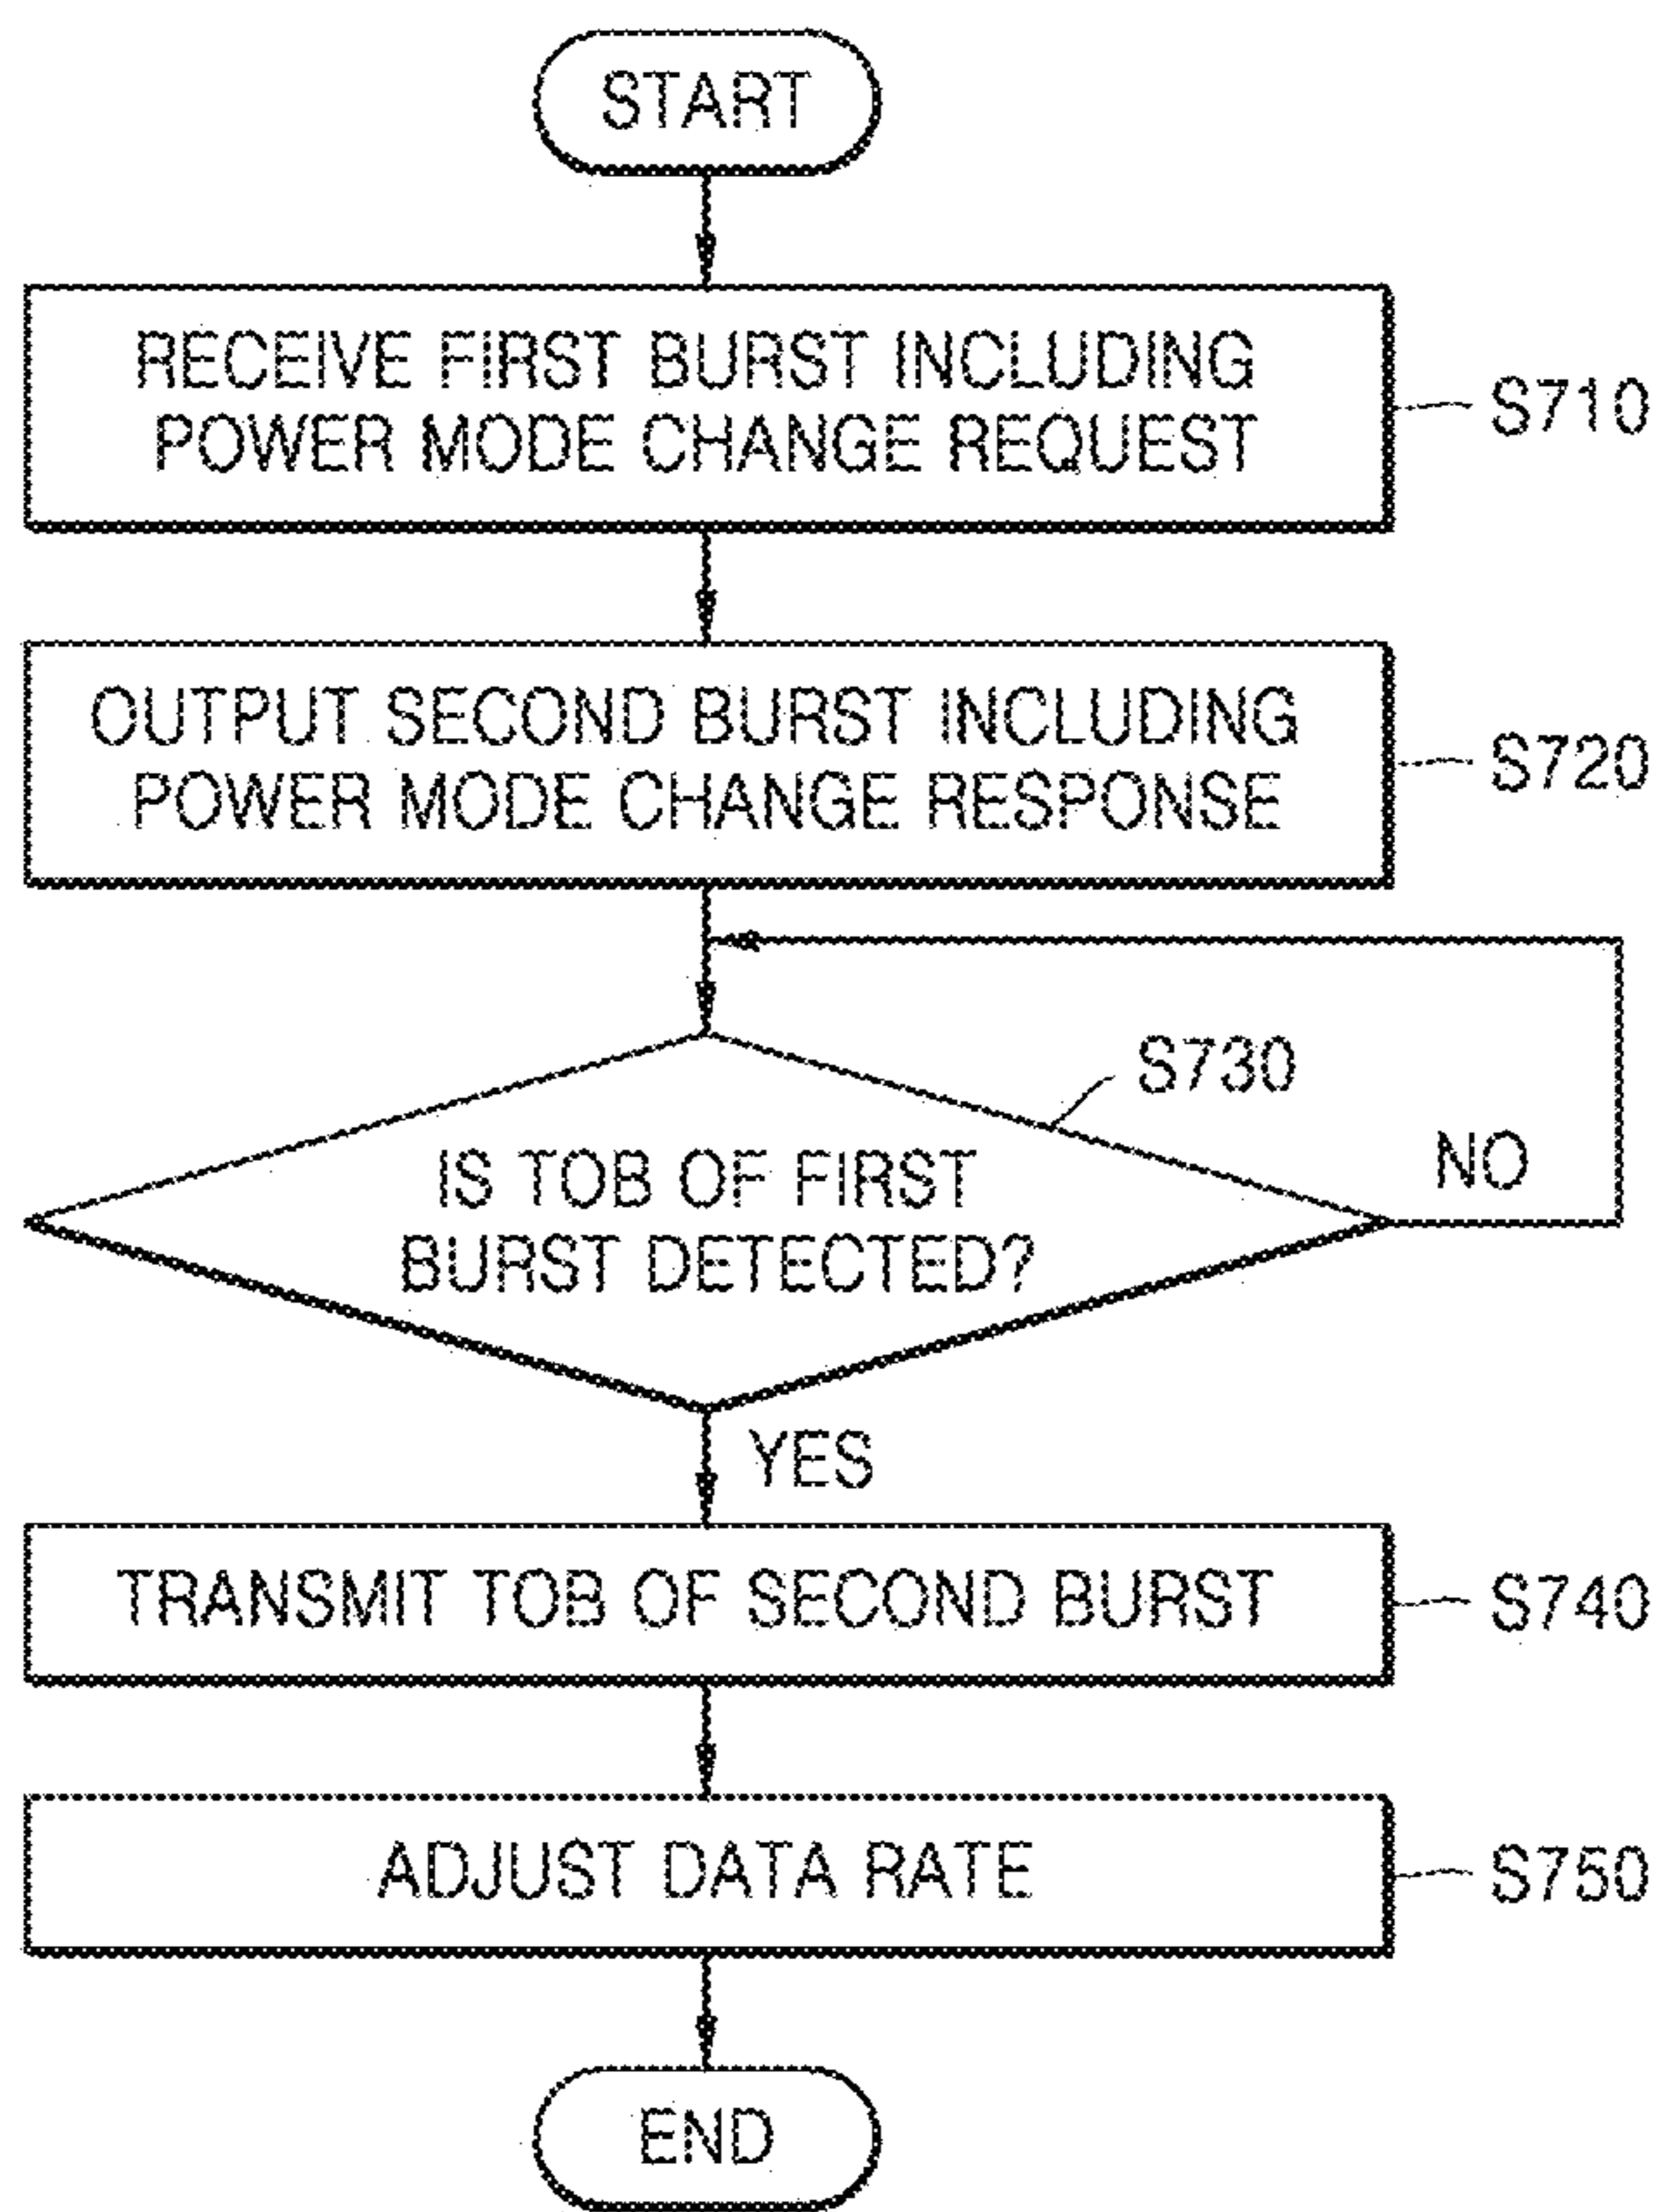 START
RECEIVE FIRST BURST INCLUDING
POWER MODE CHANGE REQUEST
S710
OUTPUT SECOND BURST INCLUDING
POWER MODE CHANGE RESPONSE
S720
S730
IS TOB OF FIRST
BURST DETECTED?
NO
YES
TRANSMIT TOB OF SECOND BURST
S740
ADJUST DATA RATE
S750
END